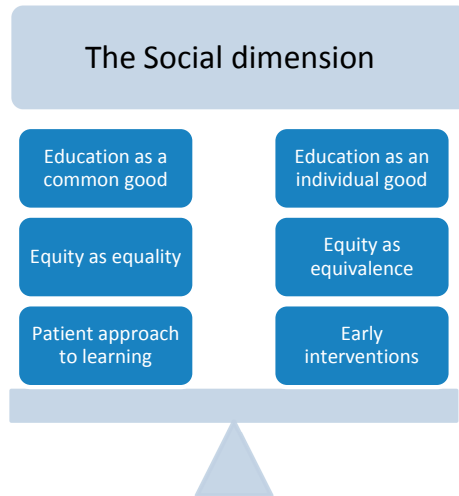 The Social dimension
Education as a
common good
Education as an
individual good
Equity as equality
Equity as
equivalence
Patient approach
to learning
Early
interventions